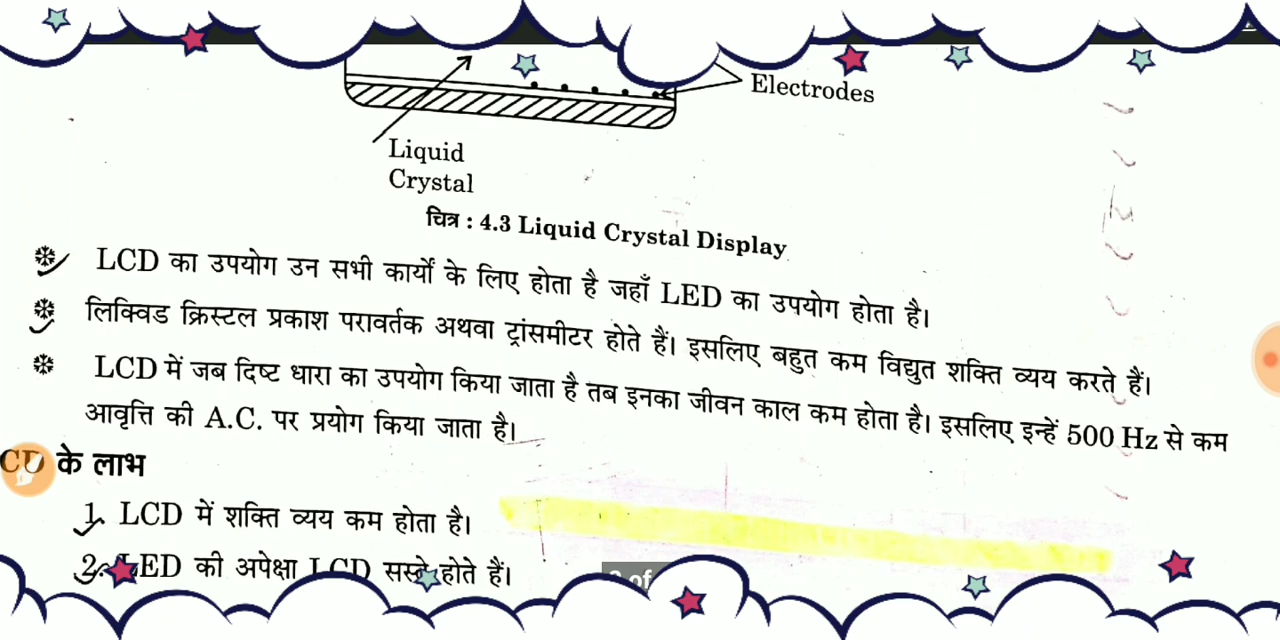 Electrodes
Liquid
Crystal
चित्र : 4.3 Liquid Crystal Display
LCD का उपयोग उन सभी कार्यों के लिए होता है जहाँ LED का उपयोग होता है।
लिक्विड क्रिस्टल प्रकाश परावर्तक अथवा ट्रांसमीटर होते हैं। इसलिए बहुत कम विद्युत शक्ति व्यय करते हैं।
LCD में जब दिष्ट धारा का उपयोग किया जाता है तब इनका जीवन काल कम होता है। इसलिए इन्हें 500 Hz से कम
आवृत्ति की A.C. पर प्रयोग किया जाता है।
CD के लाभ
1. LCD में शक्ति व्यय कम होता है।
2. LED की अपेक्षा LCD सस्ते होते हैं।